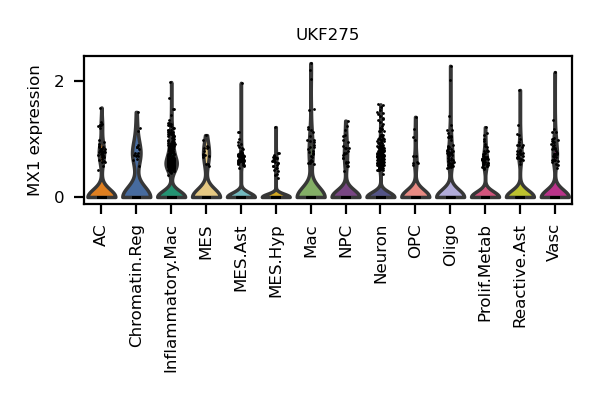 UKF275
MX1 expression
2
0
AC
Chromatin.Reg
Inflammatory.Mac
MES
MES.Ast
MES.Hyp
Mac
NPC
Neuron
OPC
Oligo
Prolif.Metab
Reactive.Ast
Vasc